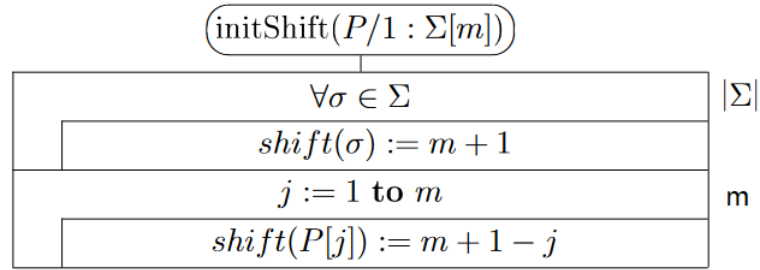 initShift(P/1 : Σ[m])
∀σ ∈ Σ
|Σ|
shift(σ) := m + 1
j := 1 to m
m
shift(P[j]) := m + 1 − j